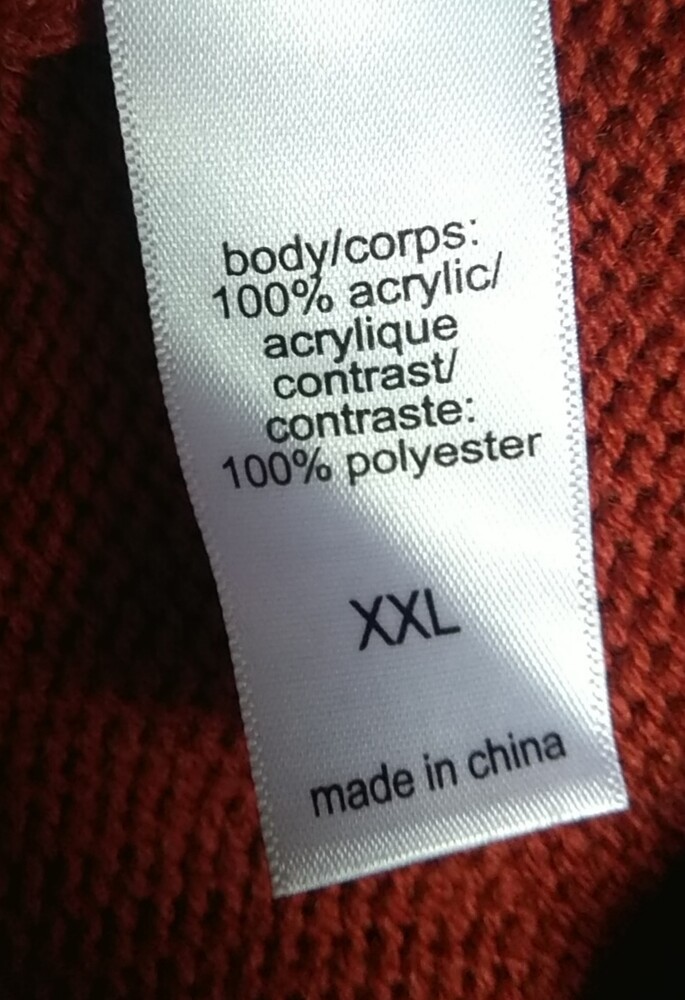 body/corps:
100% acrylic/
acrylique
contrast/
contraste:
100% polyester
XXL
made in china